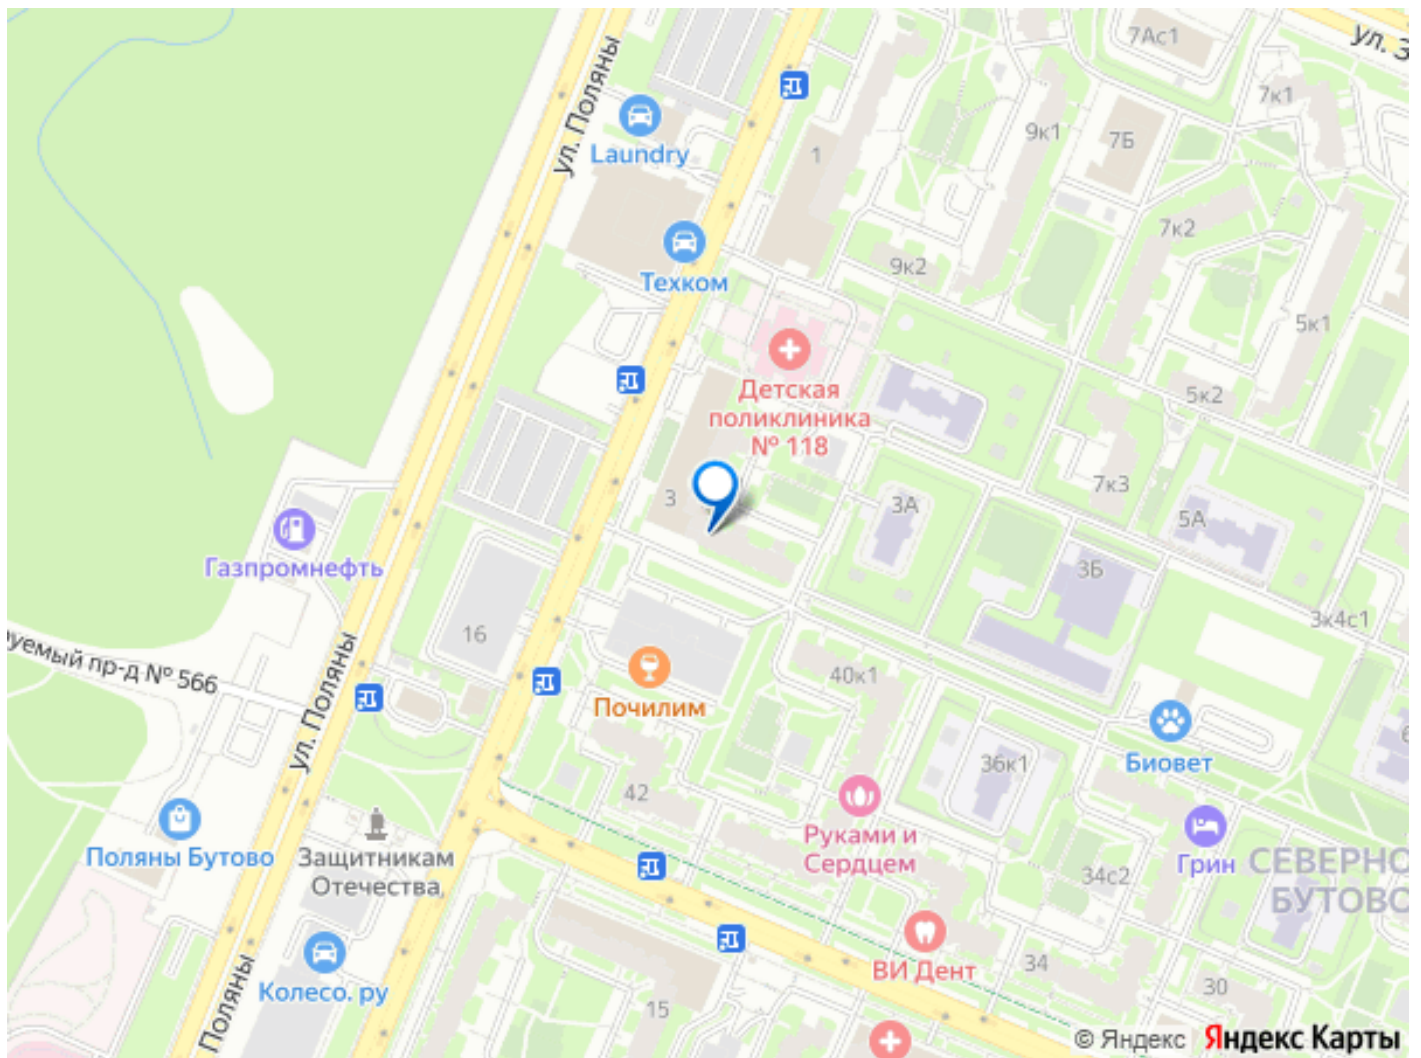 7Ас1
ул. З
ул. Поляны
7к1
9к1
7Б
Laundry
1
7к2
9к2
Техком
5к1
Детская
поликлиника
№ 118
5к2
7к3
3
3А
5А
Газпромнефть
3Б
3к4с1
16
уемый пр-д № 566
ул. Поляны
40к1
Почилим
Биовет
36к1
42
Поляны Бутово
Защитникам
Отечества,
Руками и
Сердцем
Грин
СЕВЕРНО
БУТОВО
34с2
6
ВИ Дент
34
Колесо. ру
30
15
Поляны
© Яндекс Яндекс Карты